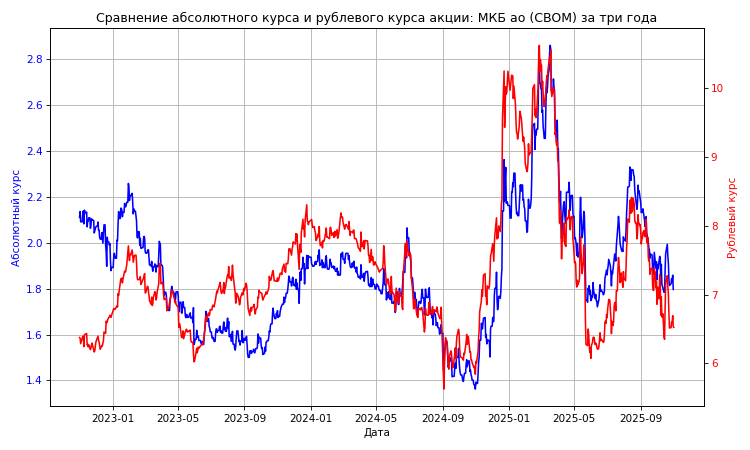 Сравнение абсолютного курса и рублевого курса акции: МКБ ао (CBOM) за три года
2.8
2.6
2.4
2.2
2.0
1.8
1.6
1.4
Абсолютный курс
10
9
8
7
6
Рублевый курс
2023-01 2023-05 2023-09 2024-01 2024-05 2024-09 2025-01 2025-05 2025-09
Дата